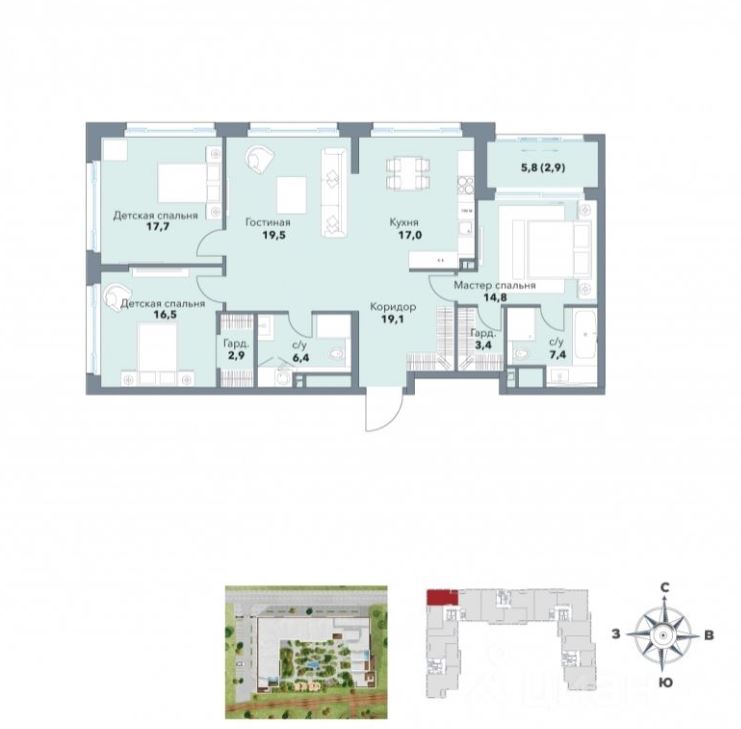 5,8 (2,9)
Детская спальня
17,7
Гостиная
19,5
Кухня
17,0
Мастер спальня
14,8
Детская спальня
16,5
Коридор
19,1
Гард.
2,9
с/у
6,4
Гард.
3,4
с/у
7,4
С
З
В
Ю
циан